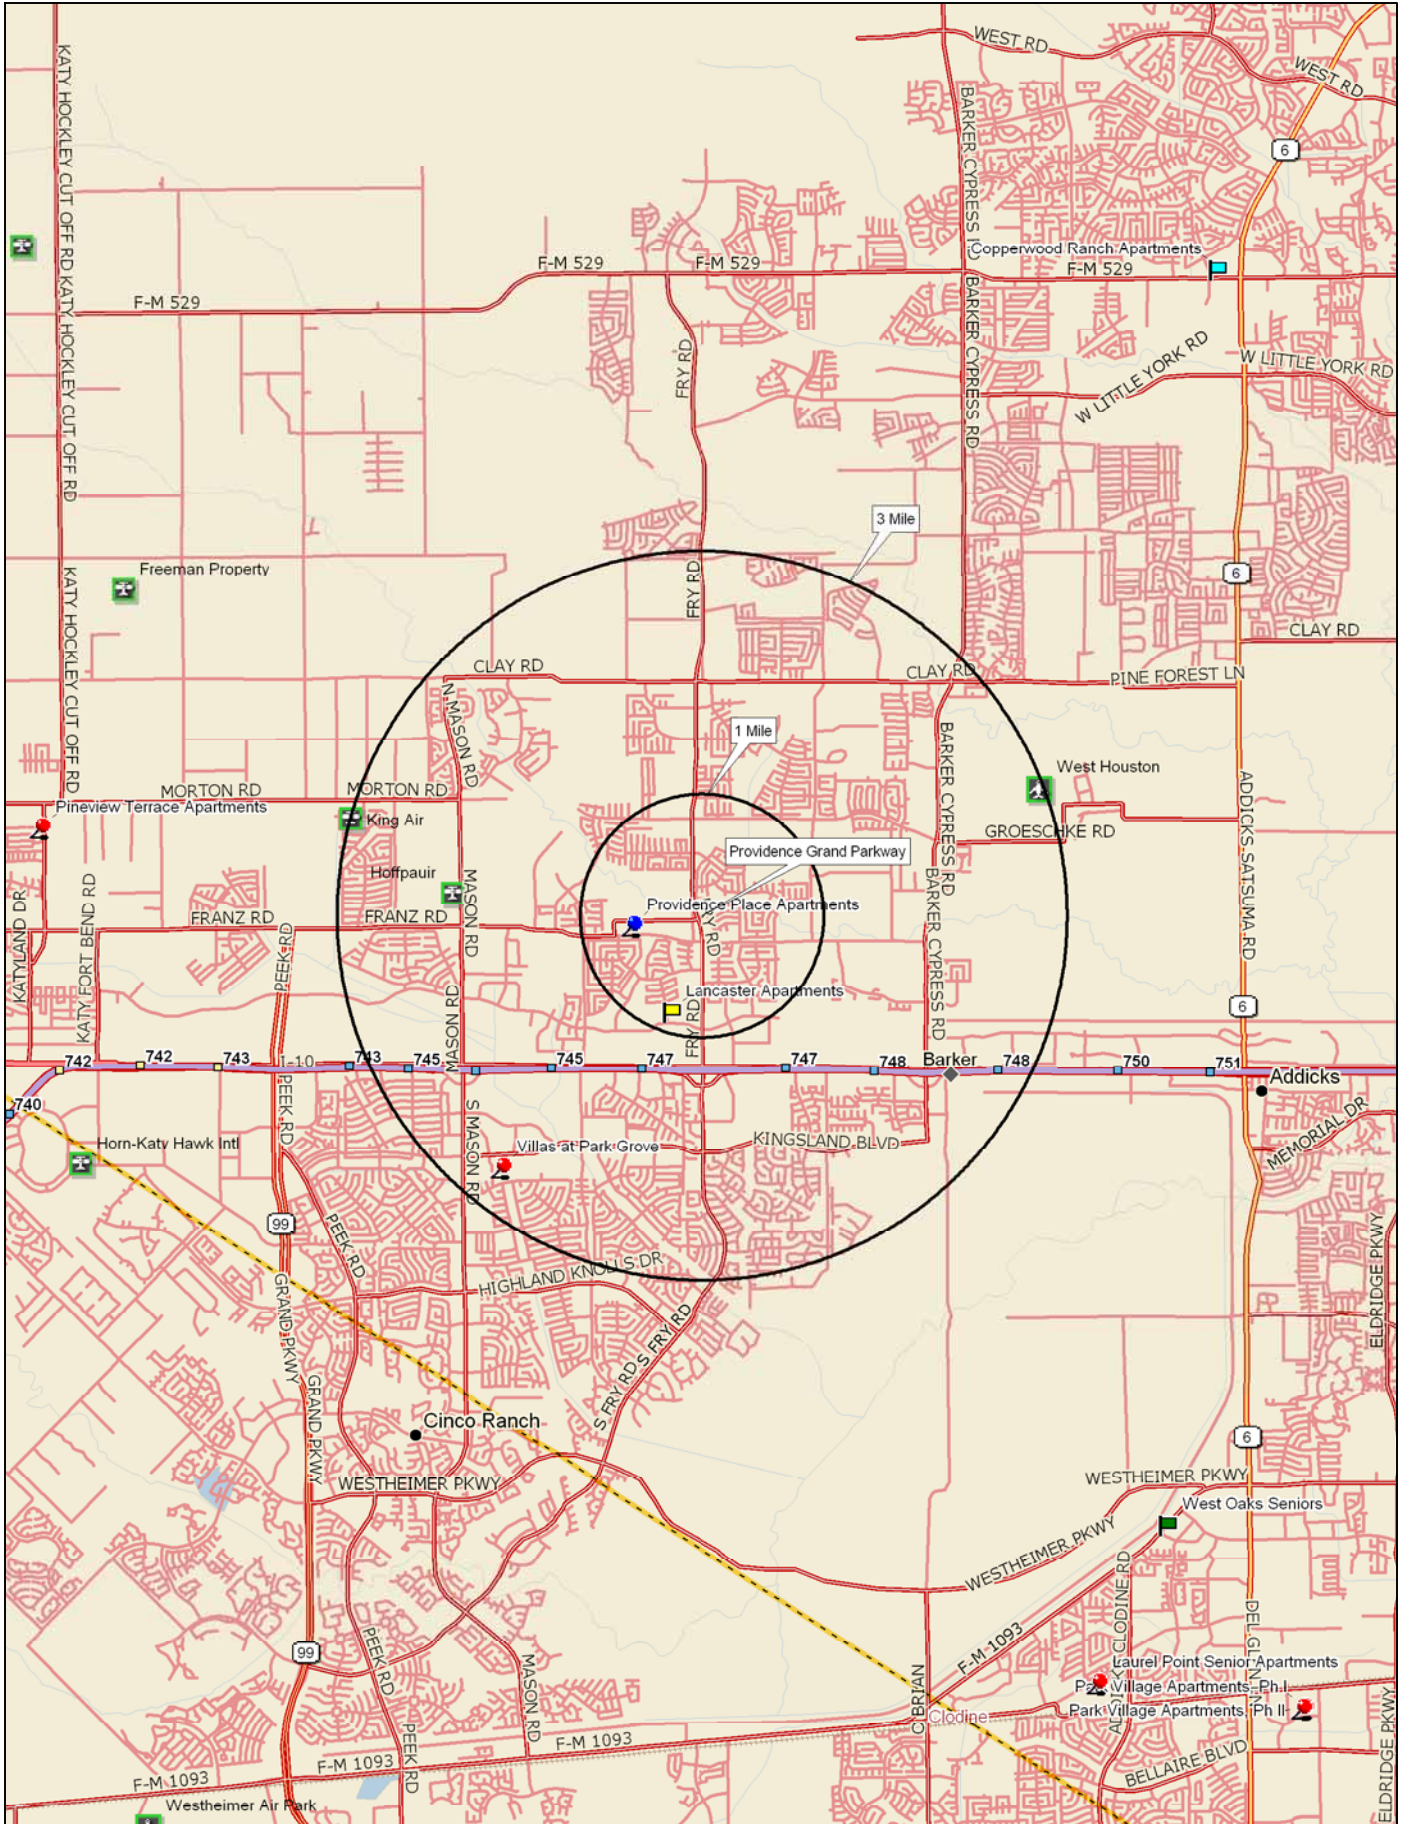 WEST RD
WEST RD
KATY HOCKLEY CUT OFF RD
BARKER CYPRESS RD
6
Copperwood Ranch Apartments
F-M 529
F-M 529
F-M 529
F-M 529
KATY HOCKLEY CUT OFF RD
BARKER CYPRESS RD
FRY RD
W LITTLE YORK RD
W LITTLE YORK RD
3 Mile
Freeman Property
FRY RD
6
KATY HOCKLEY CUT OFF RD
CLAY RD
CLAY RD
CLAY RD
PINE FOREST LN
N MASON RD
1 Mile
BARKER CYPRESS RD
West Houston
ADDICKS SATSUMA RD
MORTON RD
MORTON RD
Pineview Terrace Apartments
King Air
GROESCHKE RD
Providence Grand Parkway
Hoffpauir
MASON RD
BARKER CYPRESS RD
KATYLAND DR
KATY FORT BEND RD
FRANZ RD
FRANZ RD
PEEK RD
Providence Place Apartments
FRY RD
Lancaster Apartments
MASON RD
FRY RD
6
742
742
743
I-10
743
745
745
747
747
748
Barker
748
750
751
Addicks
740
PEEK RD
S MASON RD
KINGSLAND BLVD
MEMORIAL DR
Horn-Katy Hawk Intl
Villas at Park Grove
99
PEEK RD
ELDRIDGE PKWY
HIGHLAND KNOLLS DR
GRAND PKWY
S FRY RD
S FRY RD
GRAND PKWY
Cinco Ranch
6
WESTHEIMER PKWY
WESTHEIMER PKWY
West Oaks Seniors
WESTHEIMER PKWY
99
PEEK RD
MASON RD
F-M 1093
Laurel Point Senior Apartments
Park Village Apartments, Ph I
Park Village Apartments, Ph II
Clodine
F-M 1093
F-M 1093
F-M 1093
PEEK RD
BELLAIRE BLVD
ELDRIDGE PKWY
Westheimer Air Park